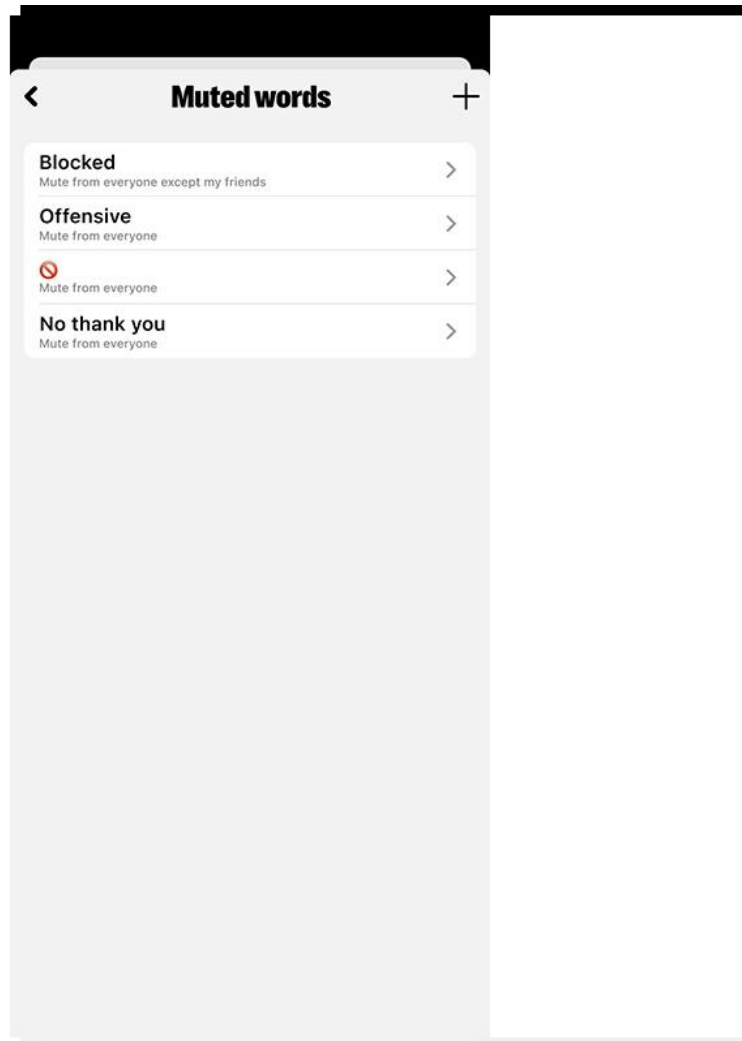 Muted words
Blocked
Mute from everyone except my friends
Offensive
Mute from everyone
🚫
Mute from everyone
No thank you
Mute from everyone